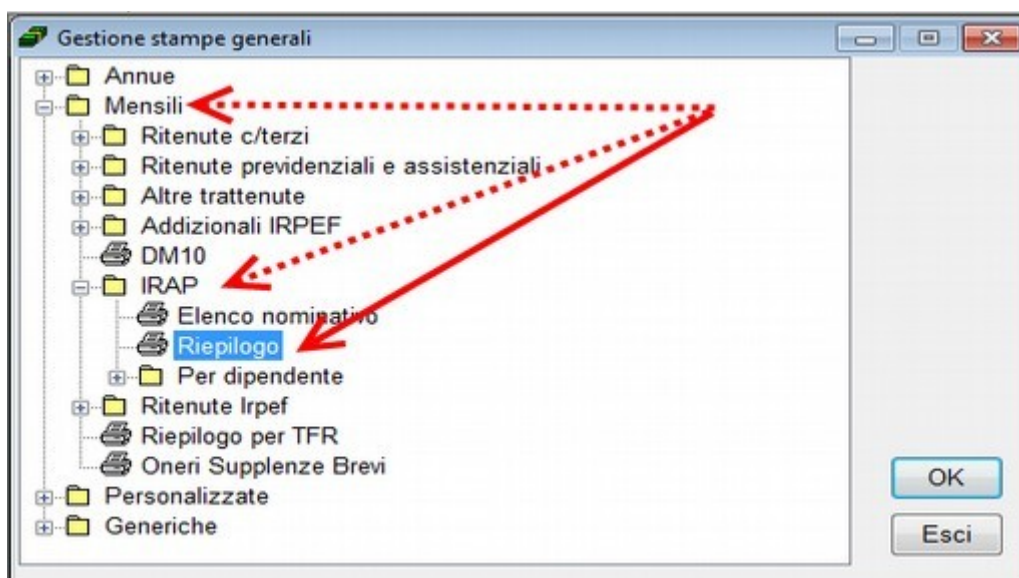 Gestione stampe generali
Annue
Mensili
Ritenute c/terzi
Ritenute previdenziali e assistenziali
Altre trattenute
Addizionali IRPEF
DM10
IRAP
Elenco nominativo
Riepilogo
Per dipendente
Ritenute Irpef
Riepilogo per TFR
Oneri Supplenze Brevi
Personalizzate
Generiche
OK
Esci